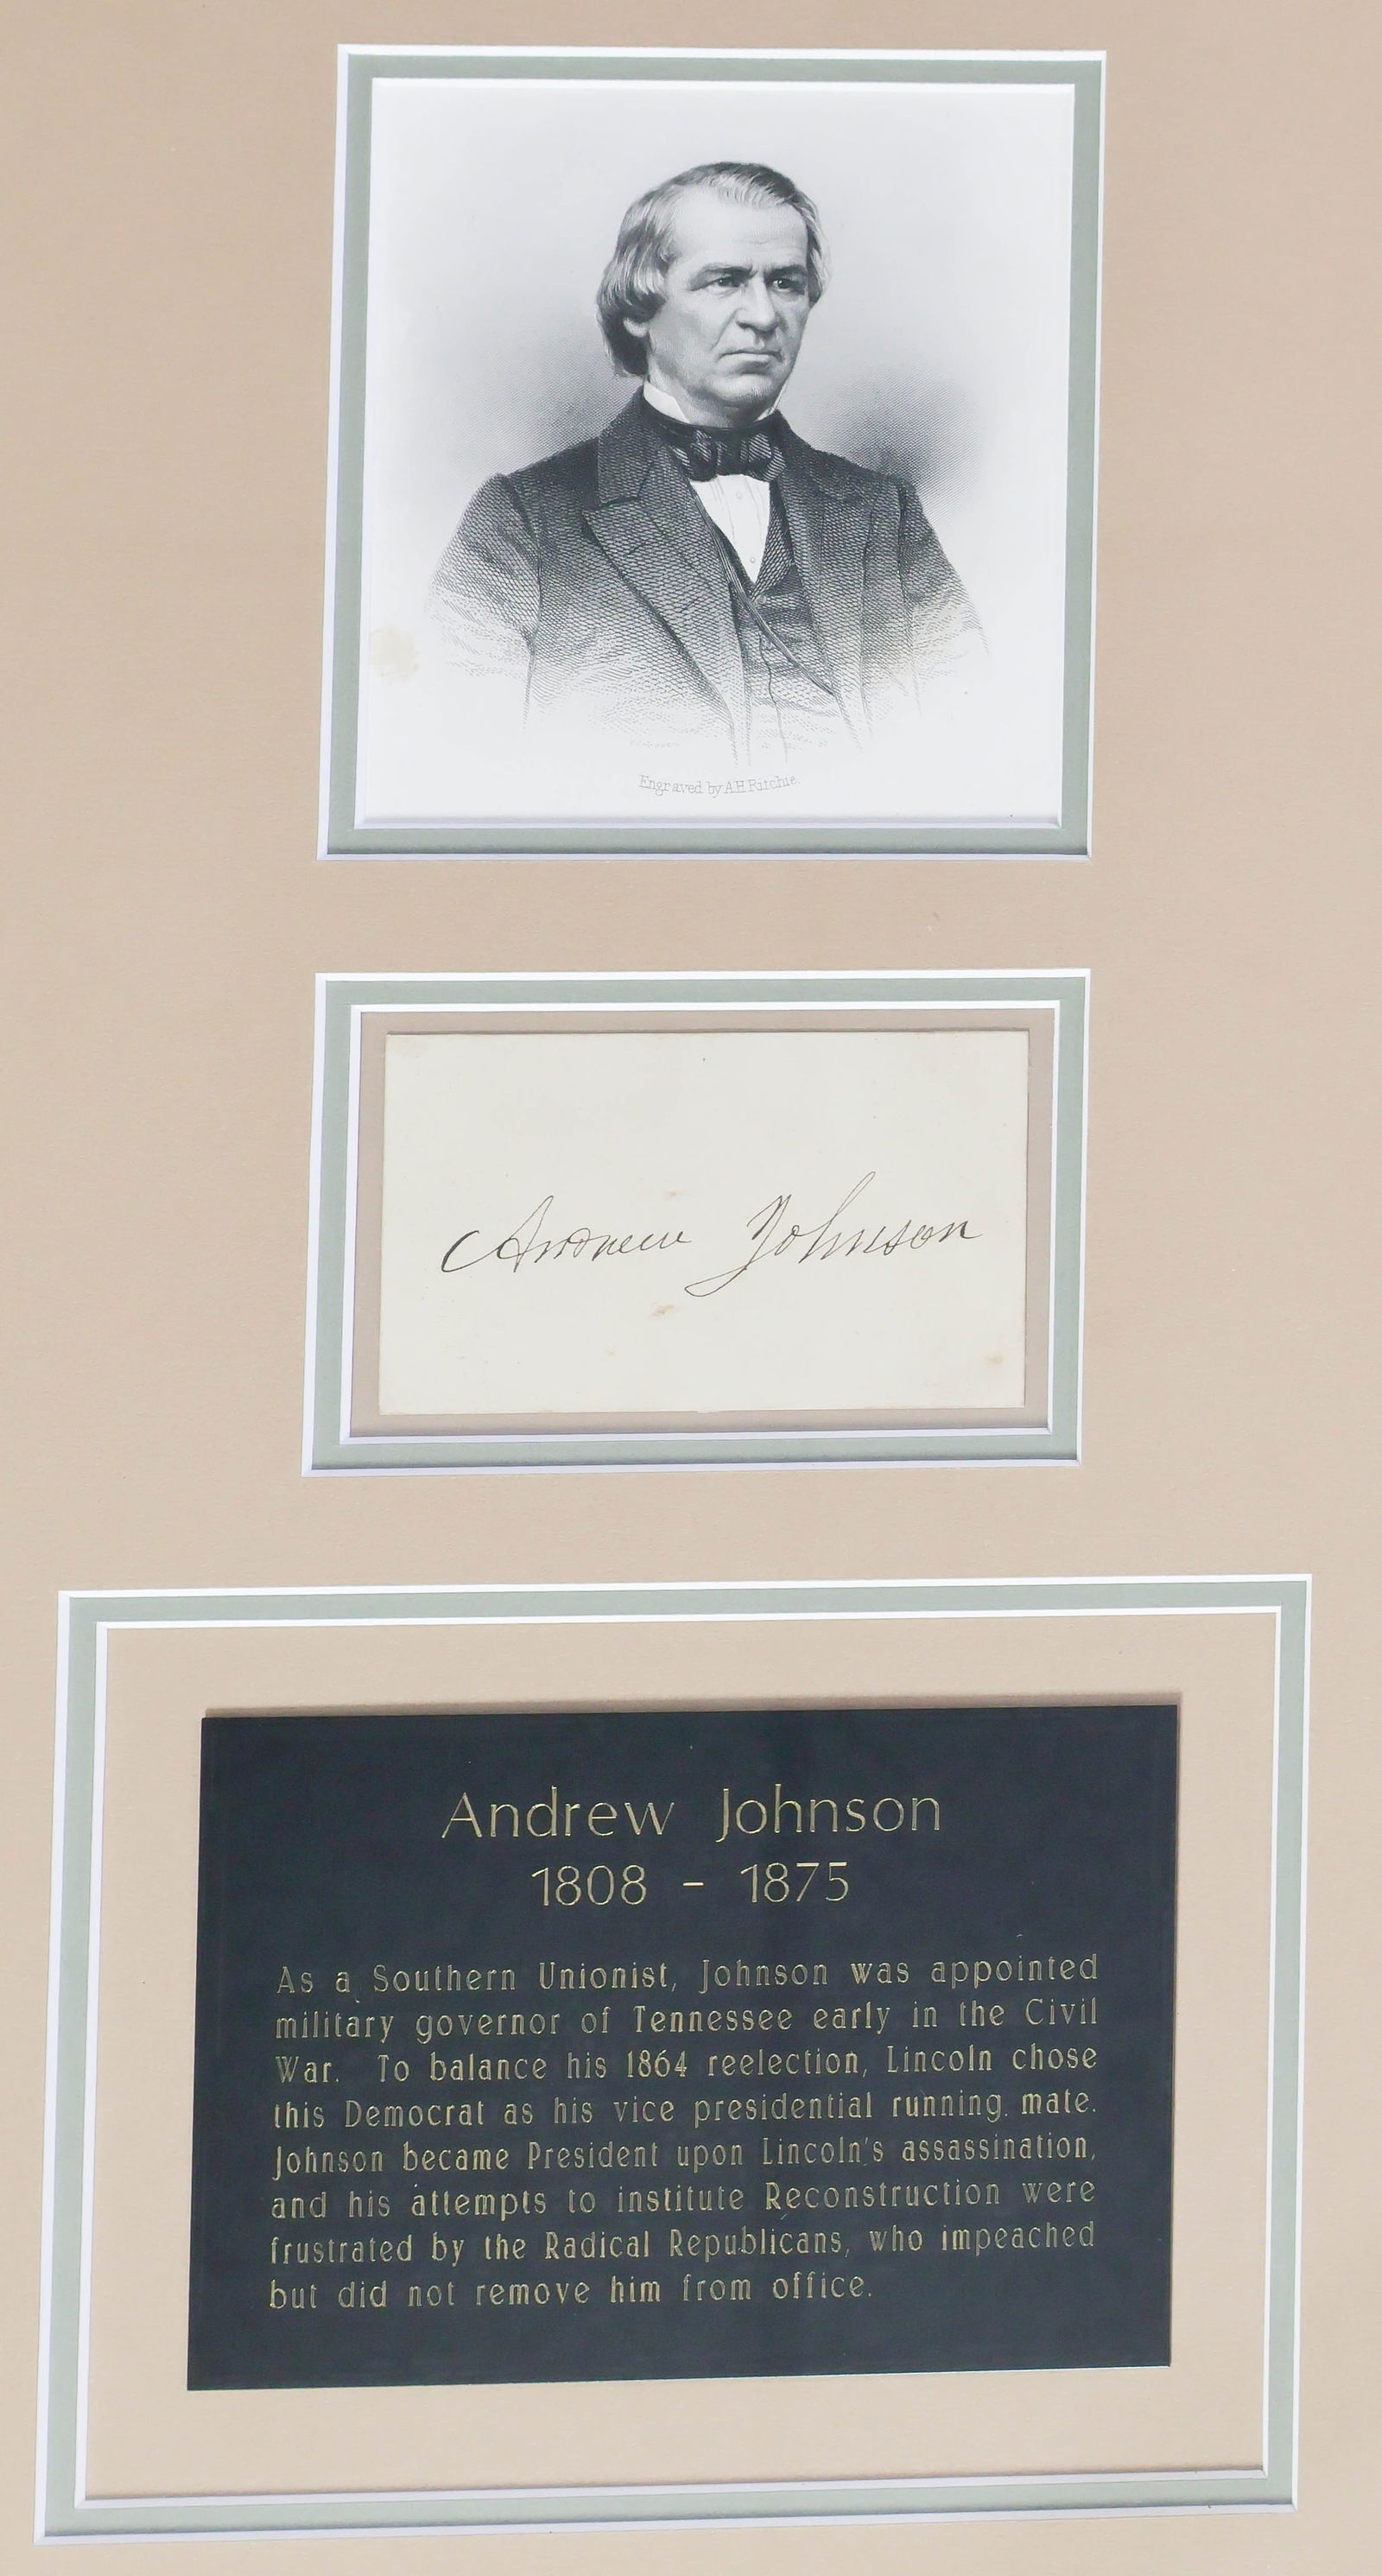 Engraved by A.H. Ritchie.
Andrew Johnson
Andrew Johnson
1808 - 1875
As a Southern Unionist, Johnson was appointed
military governor of Tennessee early in the Civil
War. To balance his 1864 reelection, Lincoln chose
this Democrat as his vice presidential running mate.
Johnson became President upon Lincoln's assassination,
and his attempts to institute Reconstruction were
frustrated by the Radical Republicans, who impeached
but did not remove him from office.